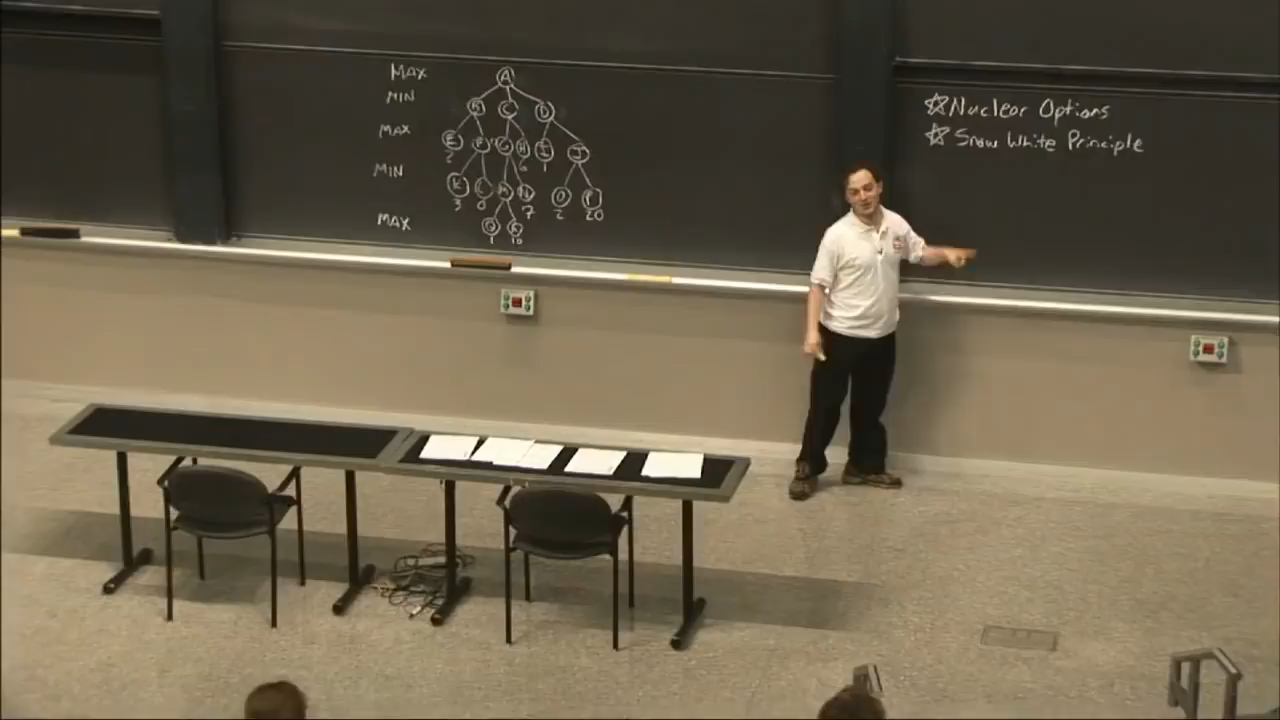 MAX
A
MIN
B C D
MAX
E F G H I J
2 6 1
MIN
K L M N O P
3 0 7 2 20
MAX
Q R
1 10
☆Nuclear Options
☆ Snow White Principle